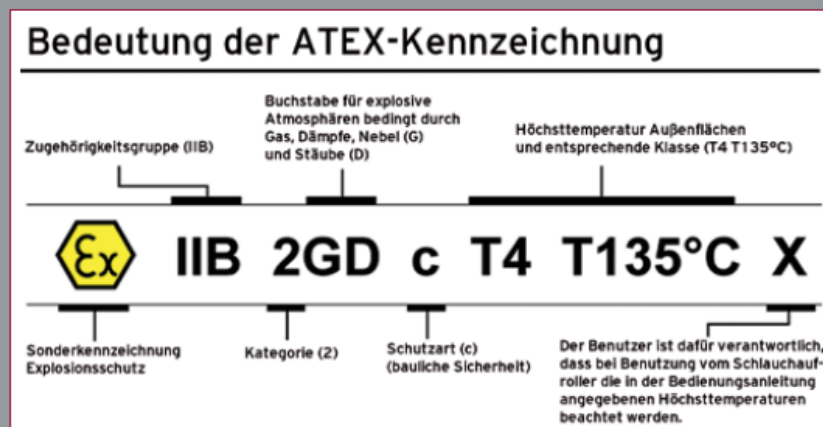 Bedeutung der ATEX-Kennzeichnung
Buchstabe für explosive
Atmosphären bedingt durch
Gas, Dämpfe, Nebel (G)
und Stäube (D)
Zugehörigkeitsgruppe (IIB)
Höchsttemperatur Außenflächen
und entsprechende Klasse (T4 T135°C)
Ex IIB 2GD c T4 T135°C X
Sonderkennzeichnung
Explosionsschutz
Kategorie (2)
Schutzart (c)
(bauliche Sicherheit)
Der Benutzer ist dafür verantwortlich,
dass bei Benutzung vom Schlauchauf-
roller die in der Bedienungsanleitung
angegebenen Höchsttemperaturen
beachtet werden.